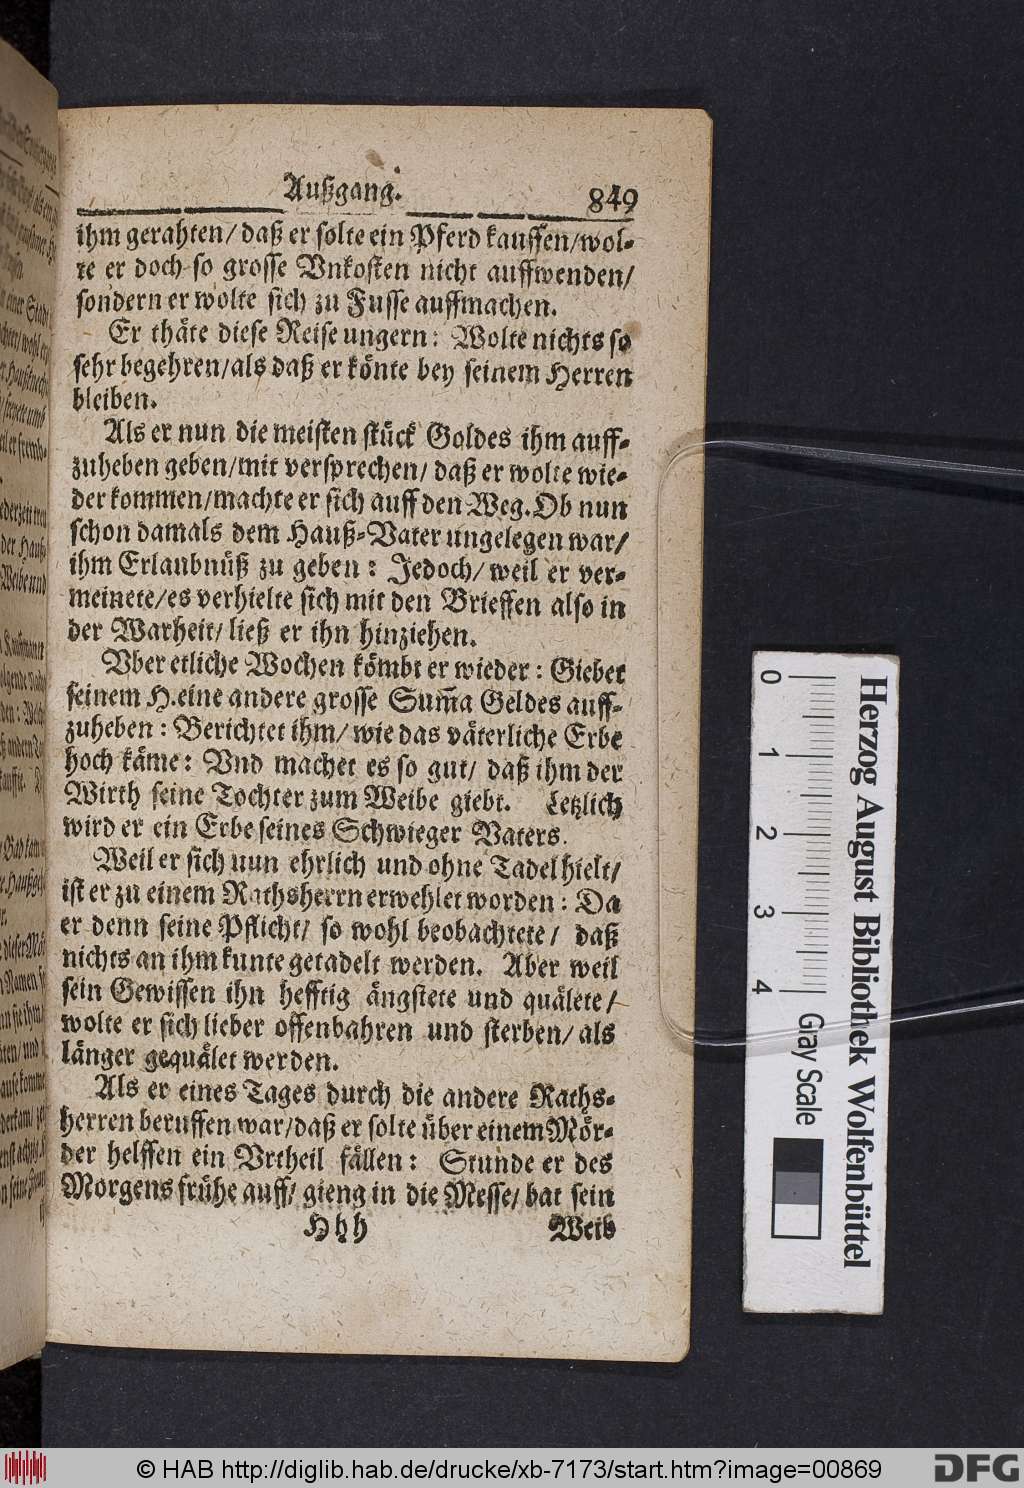 Außgang. 849
ihm gerahten/ daß er solte ein Pferd kauffen/ wol-
te er doch so grosse Vnkosten nicht auffwenden/
sondern er wolte sich zu Fusse auffmachen.
Er thäte diese Reise ungern: Wolte nichts so
sehr begehren/ als daß er könte bey seinem Herren
bleiben.
Als er nun die meisten stück Goldes ihm auff-
zuheben geben/ mit versprechen/ daß er wolte wie-
der kommen/ machte er sich auff den Weg. Ob nun
schon damals dem Hauß-Vater ungelegen war/
ihm Erlaubnüß zu geben: Jedoch/ weil er ver-
meinete/ es verhielte sich mit den Brieffen also in
der Warheit/ ließ er ihn hinziehen.
Vber etliche Wochen kömbt er wieder: Giebet
seinem H. eine andere grosse Sum̃a Geldes auff-
zuheben: Berichtet ihm/ wie das väterliche Erbe
hoch käme: Vnd machet es so gut/ daß ihm der
Wirth seine Tochter zum Weibe giebt. Letzlich
wird er ein Erbe seines Schwieger Vaters.
Weil er sich nun ehrlich und ohne Tadel hielt/
ist er zu einem Rathsherrn erwehlet worden: Da
er denn seine Pflicht/ so wohl beobachtete/ daß
nichts an ihm kunte getadelt werden. Aber weil
sein Gewissen ihn hefftig ängstete und quälete/
wolte er sich lieber offenbahren und sterben/ als
länger gequälet werden.
Als er eines Tages durch die andere Raths-
herren beruffen war/ daß er solte über einem Mör-
der helffen ein Vrtheil fällen: Stunde er des
Morgens frühe auff/ gieng in die Messe/ bat sein
Hhh Weib
0 1 2 3 4
Herzog August Bibliothek Wolfenbüttel
Gray Scale
© HAB http://diglib.hab.de/drucke/xb-7173/start.htm?image=00869
DFG